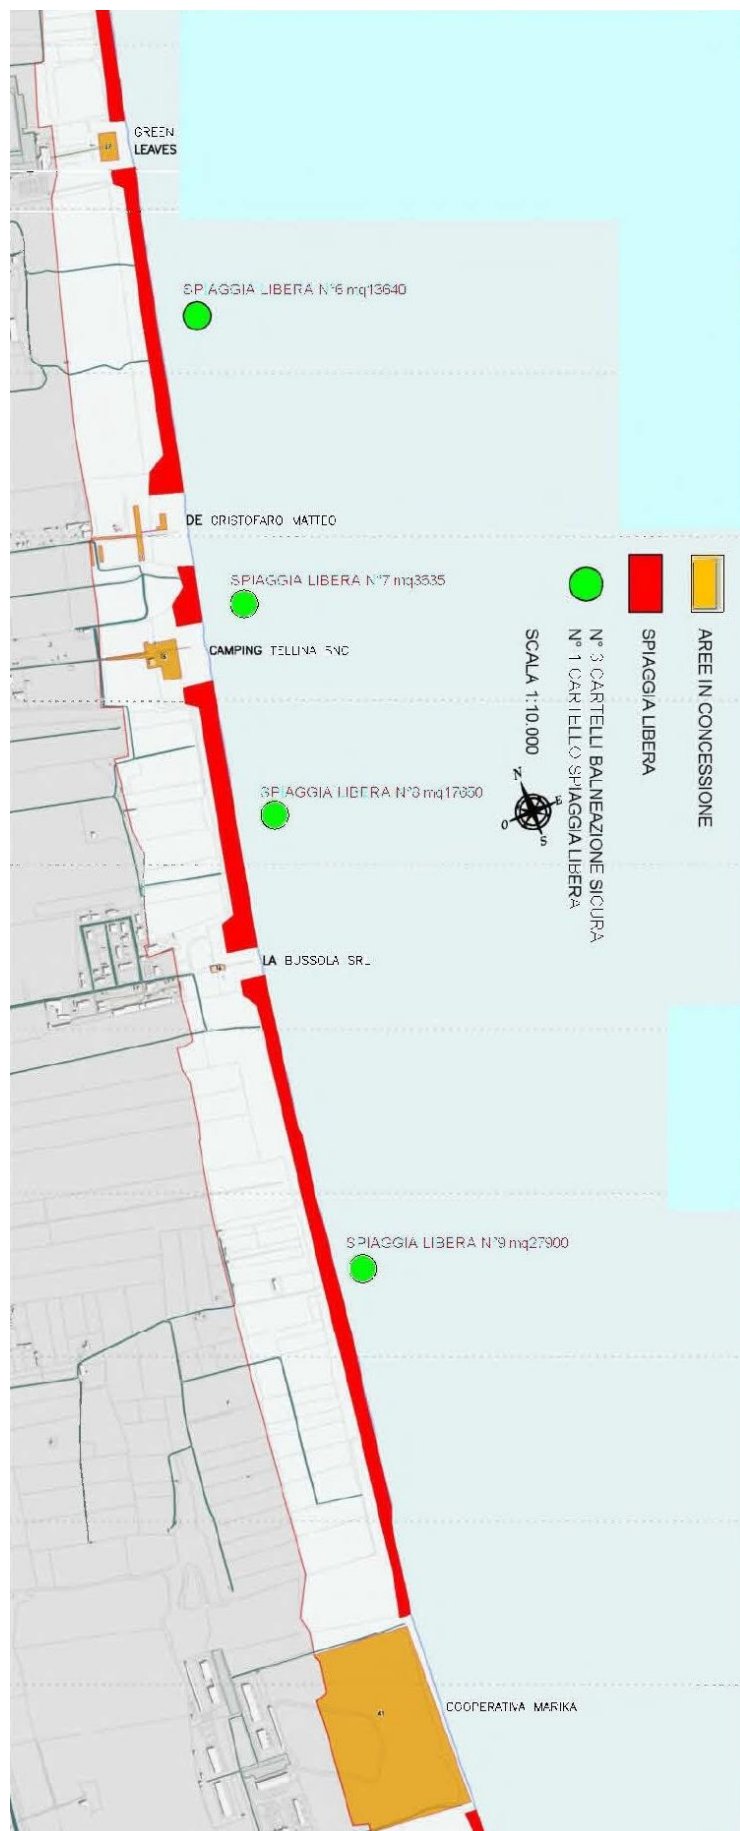 GREEN
LEAVES
SPIAGGIA LIBERA N°6 mq13640
DE CRISTOFARO MATTEO
SPIAGGIA LIBERA N°7 mq3535
CAMPING TELLINA SNC
AREE IN CONCESSIONE
SPIAGGIA LIBERA
N° 3 CARTELLI BALNEAZIONE SICURA
N° 1 CARTELLO SPIAGGIA LIBERA
SCALA 1:10.000
N
E
S
O
SPIAGGIA LIBERA N°8 mq17650
LA BUSSOLA SRL
SPIAGGIA LIBERA N°9 mq27900
COOPERATIVA MARIKA
41